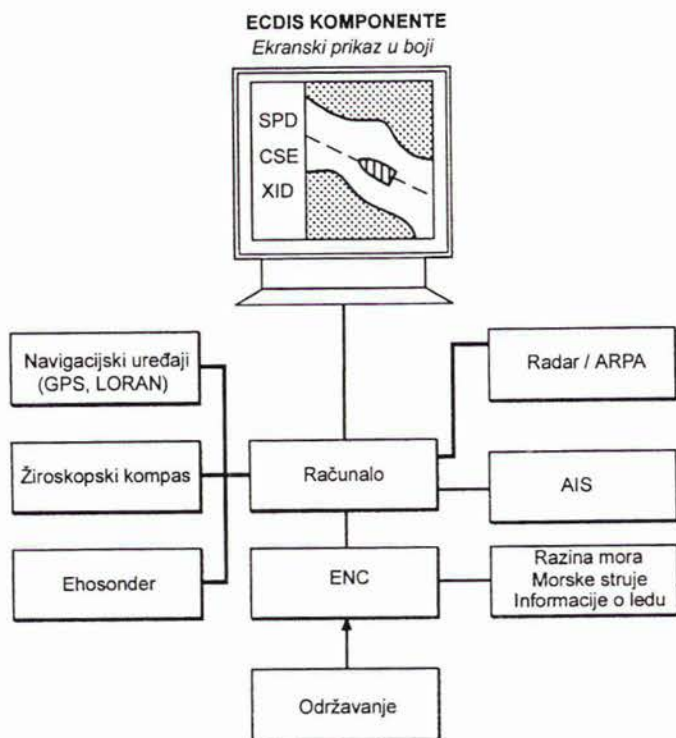 ECDIS KOMPONENTE
Ekranski prikaz u boji
SPD
CSE
XID
Navigacijski uređaji
(GPS, LORAN)
Radar / ARPA
Žiroskopski kompas
Računalo
AIS
Ehosonder
ENC
Razina mora
Morske struje
Informacije o ledu
Održavanje